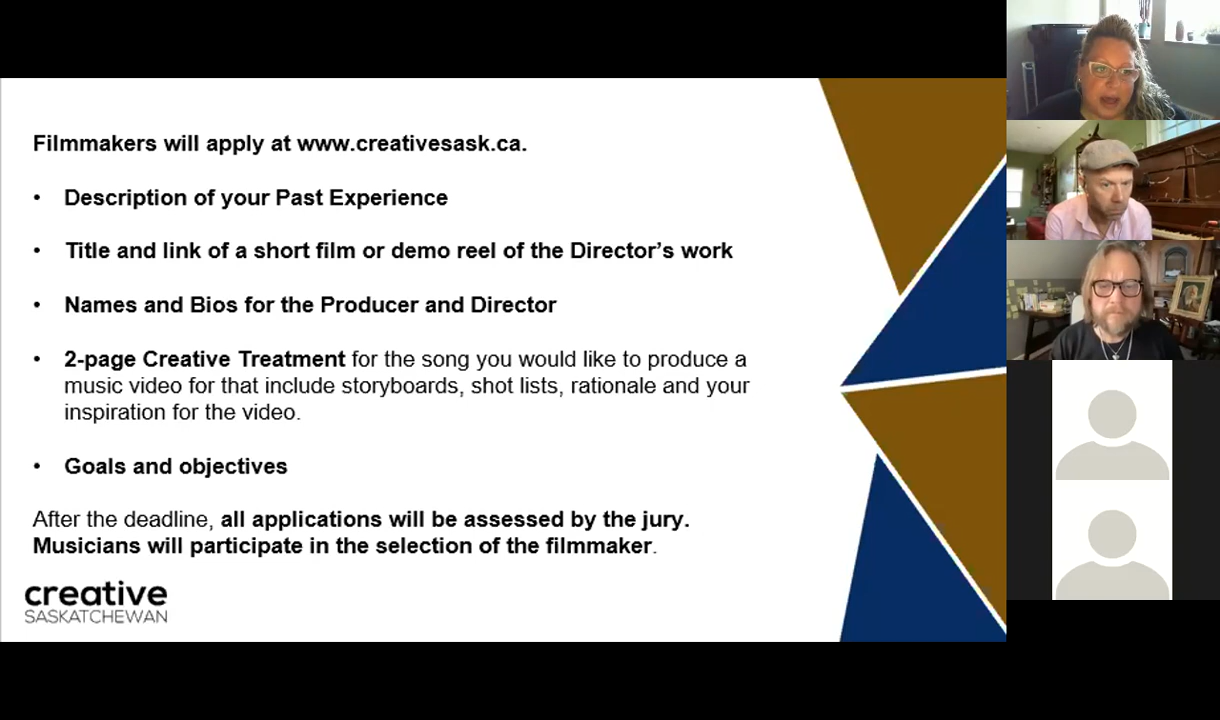 Filmmakers will apply at www.creativesask.ca.
• Description of your Past Experience
• Title and link of a short film or demo reel of the Director’s work
• Names and Bios for the Producer and Director
• 2-page Creative Treatment for the song you would like to produce a
music video for that include storyboards, shot lists, rationale and your
inspiration for the video.
• Goals and objectives
After the deadline, all applications will be assessed by the jury.
Musicians will participate in the selection of the filmmaker.
creative
SASKATCHEWAN